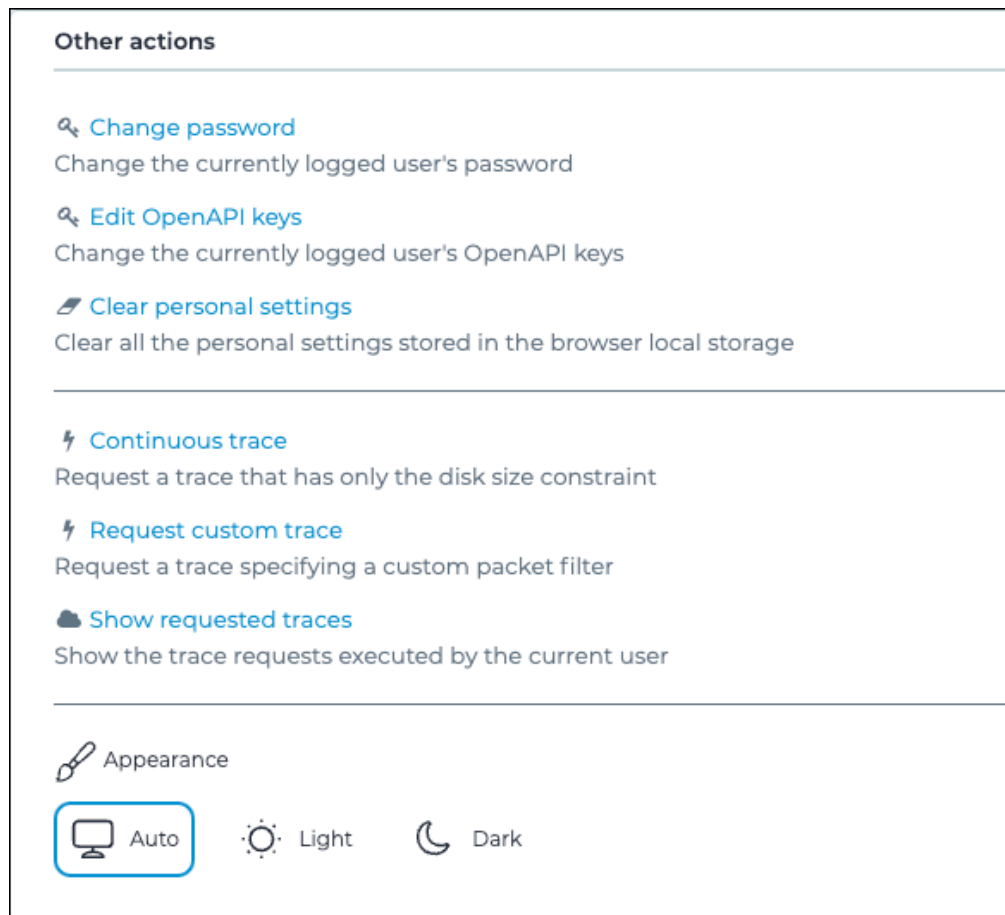 Other actions
Change password
Change the currently logged user's password
Edit OpenAPI keys
Change the currently logged user's OpenAPI keys
Clear personal settings
Clear all the personal settings stored in the browser local storage
Continuous trace
Request a trace that has only the disk size constraint
Request custom trace
Request a trace specifying a custom packet filter
Show requested traces
Show the trace requests executed by the current user
Appearance
Auto Light Dark